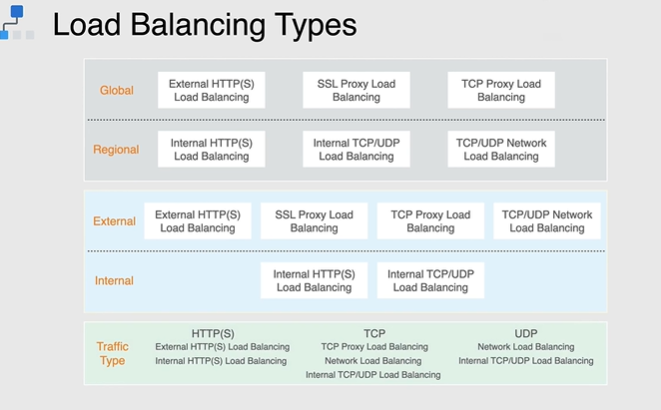 Load Balancing Types
Global
External HTTP(S)
Load Balancing
SSL Proxy Load
Balancing
TCP Proxy Load
Balancing
Regional
Internal HTTP(S)
Load Balancing
Internal TCP/UDP
Load Balancing
TCP/UDP Network
Load Balancing
External
External HTTP(S)
Load Balancing
SSL Proxy Load
Balancing
TCP Proxy Load
Balancing
TCP/UDP Network
Load Balancing
Internal
Internal HTTP(S)
Load Balancing
Internal TCP/UDP
Load Balancing
Traffic
Type
HTTP(S)
External HTTP(S) Load Balancing
Internal HTTP(S) Load Balancing
TCP
TCP Proxy Load Balancing
Network Load Balancing
Internal TCP/UDP Load Balancing
UDP
Network Load Balancing
Internal TCP/UDP Load Balancing